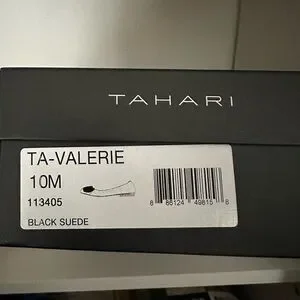 TAHARI
TA-VALERIE
10M
113405
BLACK SUEDE
8 86124 49815 8